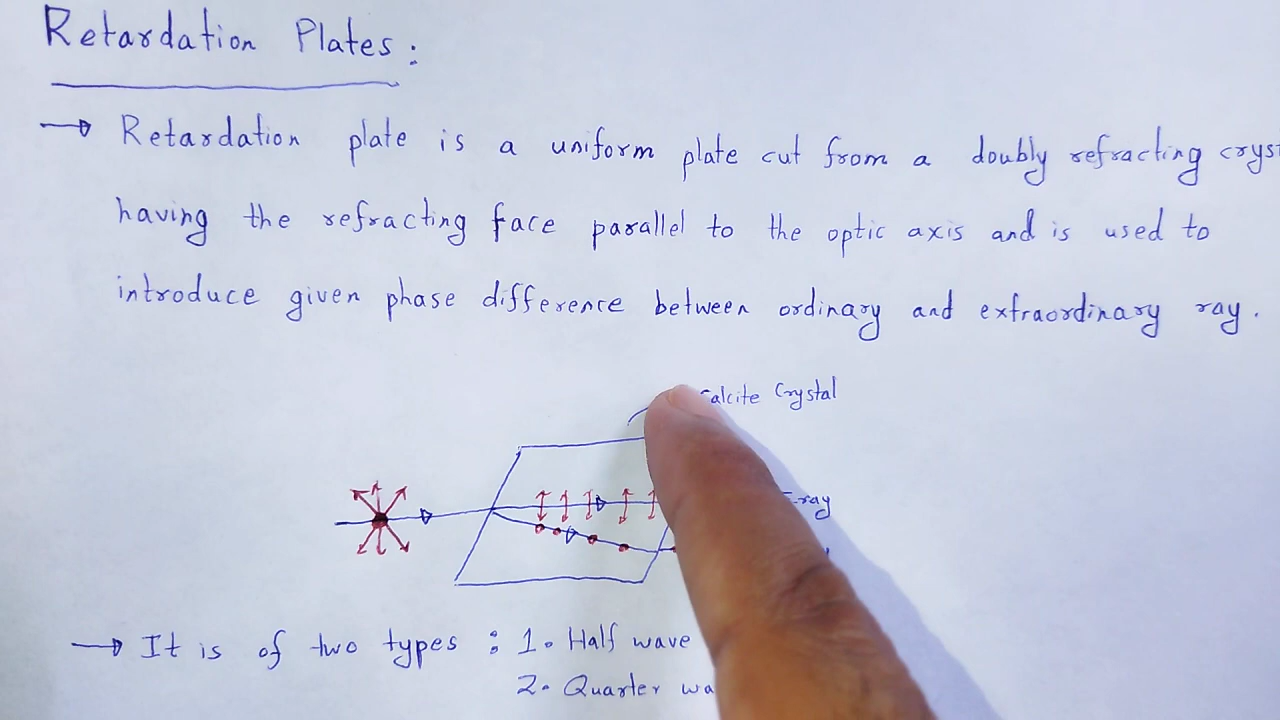 Retardation Plates :
→ Retardation plate is a uniform plate cut from a doubly refracting
having the refracting face parallel to the optic axis and is used to
introduce given phase difference between ordinary and extraordinary ray.
Crystal
ray
→ It is of two types : 1. Half wave
2. Quarter